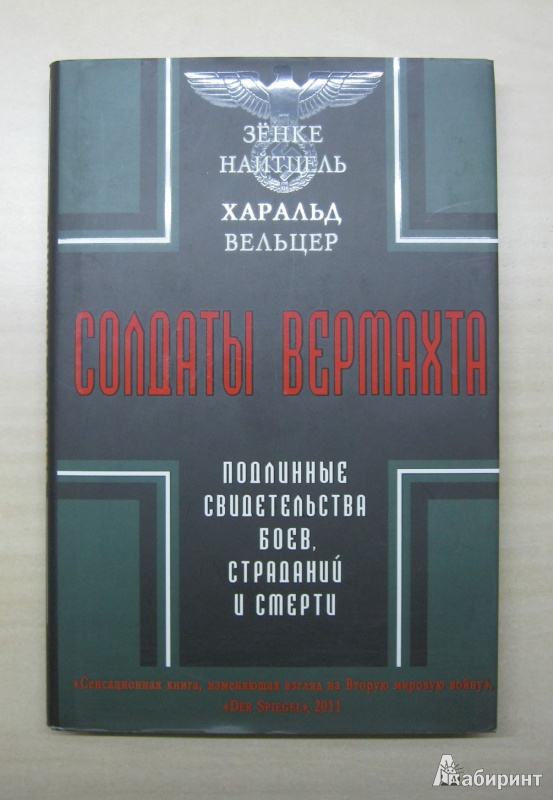 ЗЁНКЕ
НАЙТЦЕЛЬ
ХАРАЛЬД
ВЕЛЬЦЕР
СОЛДАТЫ ВЕРМАХТА
ПОДЛИННЫЕ
СВИДЕТЕЛЬСТВА
БОЕВ,
СТРАДАНИЙ
И СМЕРТИ
«Сенсационная книга, изменяющая взгляд на Вторую мировую войну»,
«DER SPIEGEL», 2011
Лабиринт